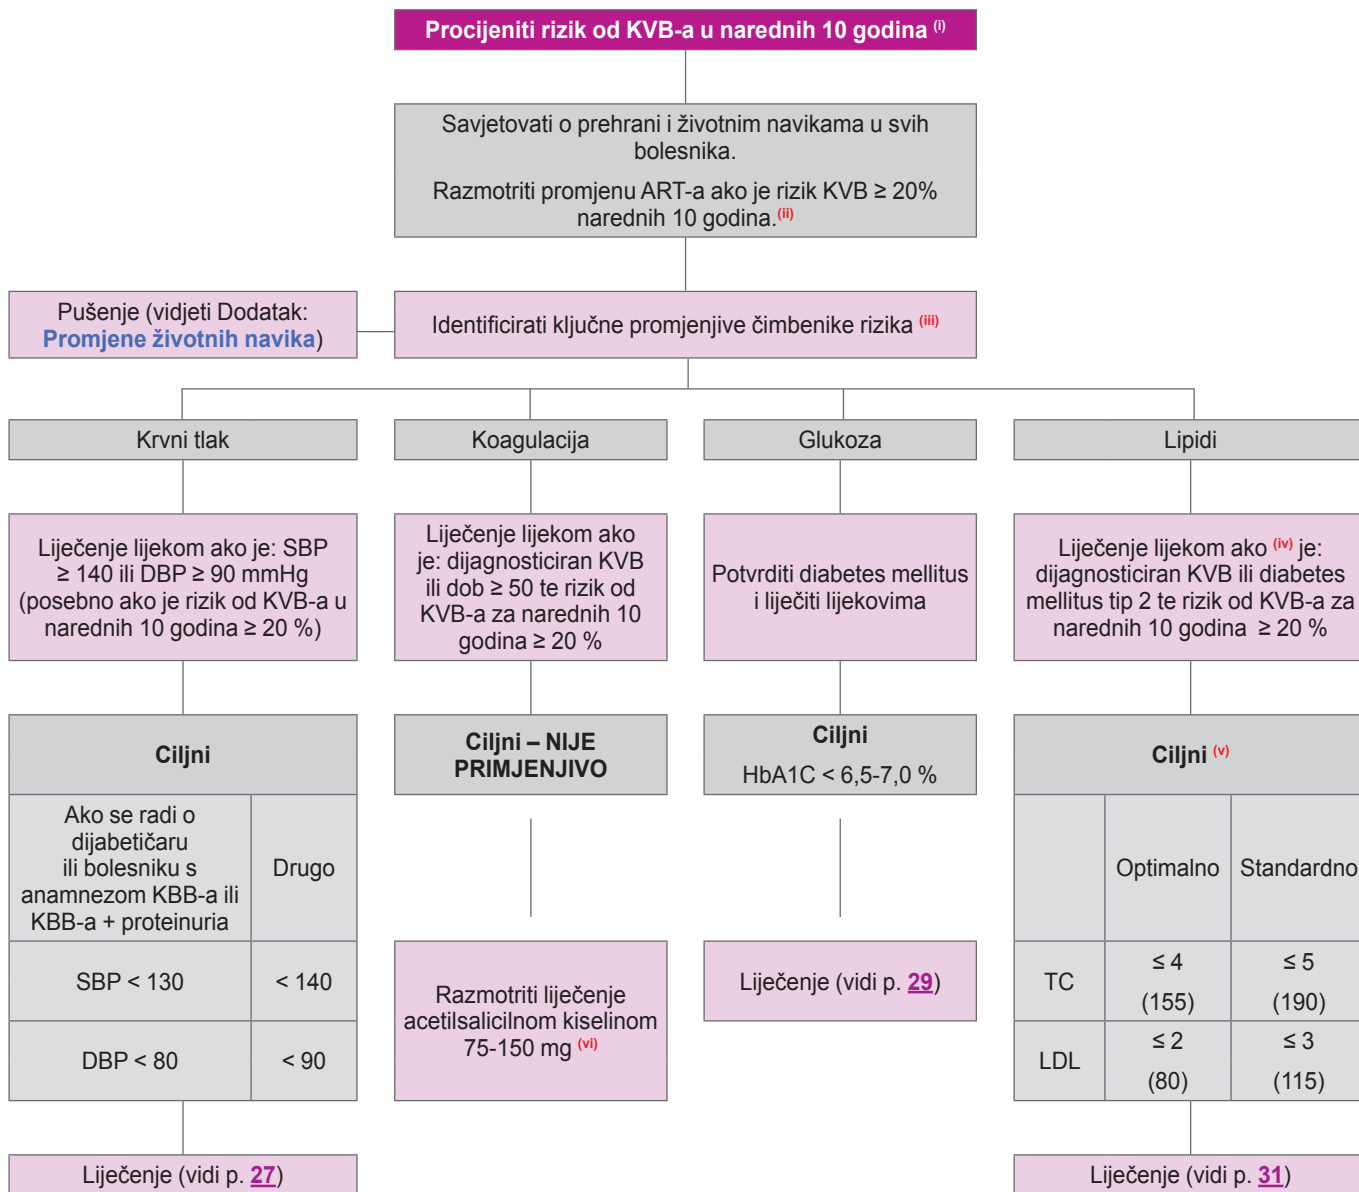 Procijeniti rizik od KVB-a u narednih 10 godina (i)
Savjetovati o prehrani i životnim navikama u svih
bolesnika.
Razmotriti promjenu ART-a ako je rizik KVB ≥ 20%
narednih 10 godina.(ii)
Pušenje (vidjeti Dodatak:
Promjene životnih navika)
Identificirati ključne promjenjive čimbenike rizika (iii)
Krvni tlak
Koagulacija
Glukoza
Lipidi
Liječenje lijekom ako je: SBP
≥ 140 ili DBP ≥ 90 mmHg
(posebno ako je rizik od KVB-a u
narednih 10 godina ≥ 20 %)
Liječenje lijekom ako
je: dijagnosticiran KVB
ili dob ≥ 50 te rizik od
KVB-a za narednih 10
godina ≥ 20 %
Potvrditi diabetes mellitus
i liječiti lijekovima
Liječenje lijekom ako (iv) je:
dijagnosticiran KVB ili diabetes
mellitus tip 2 te rizik od KVB-a za
narednih 10 godina ≥ 20 %
Ciljni
Ako se radi o
dijabetičaru
ili bolesniku s
anamnezom KBB-a ili
KBB-a + proteinuria
Drugo
SBP < 130
< 140
DBP < 80
< 90
Liječenje (vidi p. 27)
Ciljni – NIJE
PRIMJENJIVO
Razmotriti liječenje
acetilsalicilnom kiselinom
75-150 mg (vi)
Ciljni
HbA1C < 6,5-7,0 %
Liječenje (vidi p. 29)
Ciljni (v)
Optimalno
Standardno
TC
≤ 4
(155)
≤ 5
(190)
LDL
≤ 2
(80)
≤ 3
(115)
Liječenje (vidi p. 31)